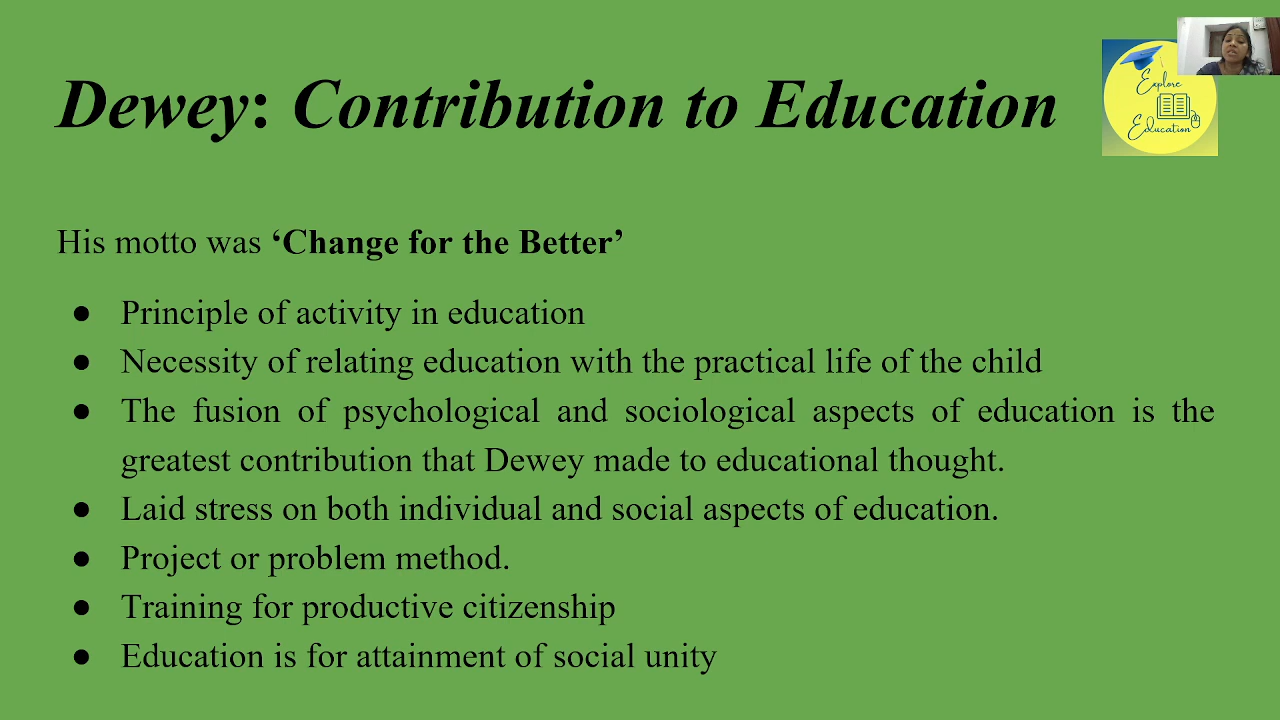 Dewey: Contribution to Education
Explore
Education
His motto was ‘Change for the Better’
● Principle of activity in education
● Necessity of relating education with the practical life of the child
● The fusion of psychological and sociological aspects of education is the
greatest contribution that Dewey made to educational thought.
● Laid stress on both individual and social aspects of education.
● Project or problem method.
● Training for productive citizenship
● Education is for attainment of social unity